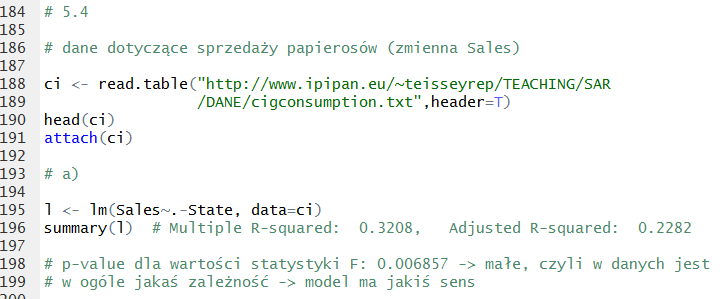 184 # 5.4
185
186 # dane dotyczące sprzedaży papierosów (zmienna Sales)
187
188 ci <- read.table("http://www.ipipan.eu/~teisseyrep/TEACHING/SAR
189                  /DANE/cigconsumption.txt",header=T)
190 head(ci)
191 attach(ci)
192
193 # a)
194
195 l <- lm(Sales~.-State, data=ci)
196 summary(l)  # Multiple R-squared:  0.3208,   Adjusted R-squared:  0.2282
197
198 # p-value dla wartości statystyki F: 0.006857 -> małe, czyli w danych jest
199 # w ogóle jakaś zależność -> model ma jakiś sens